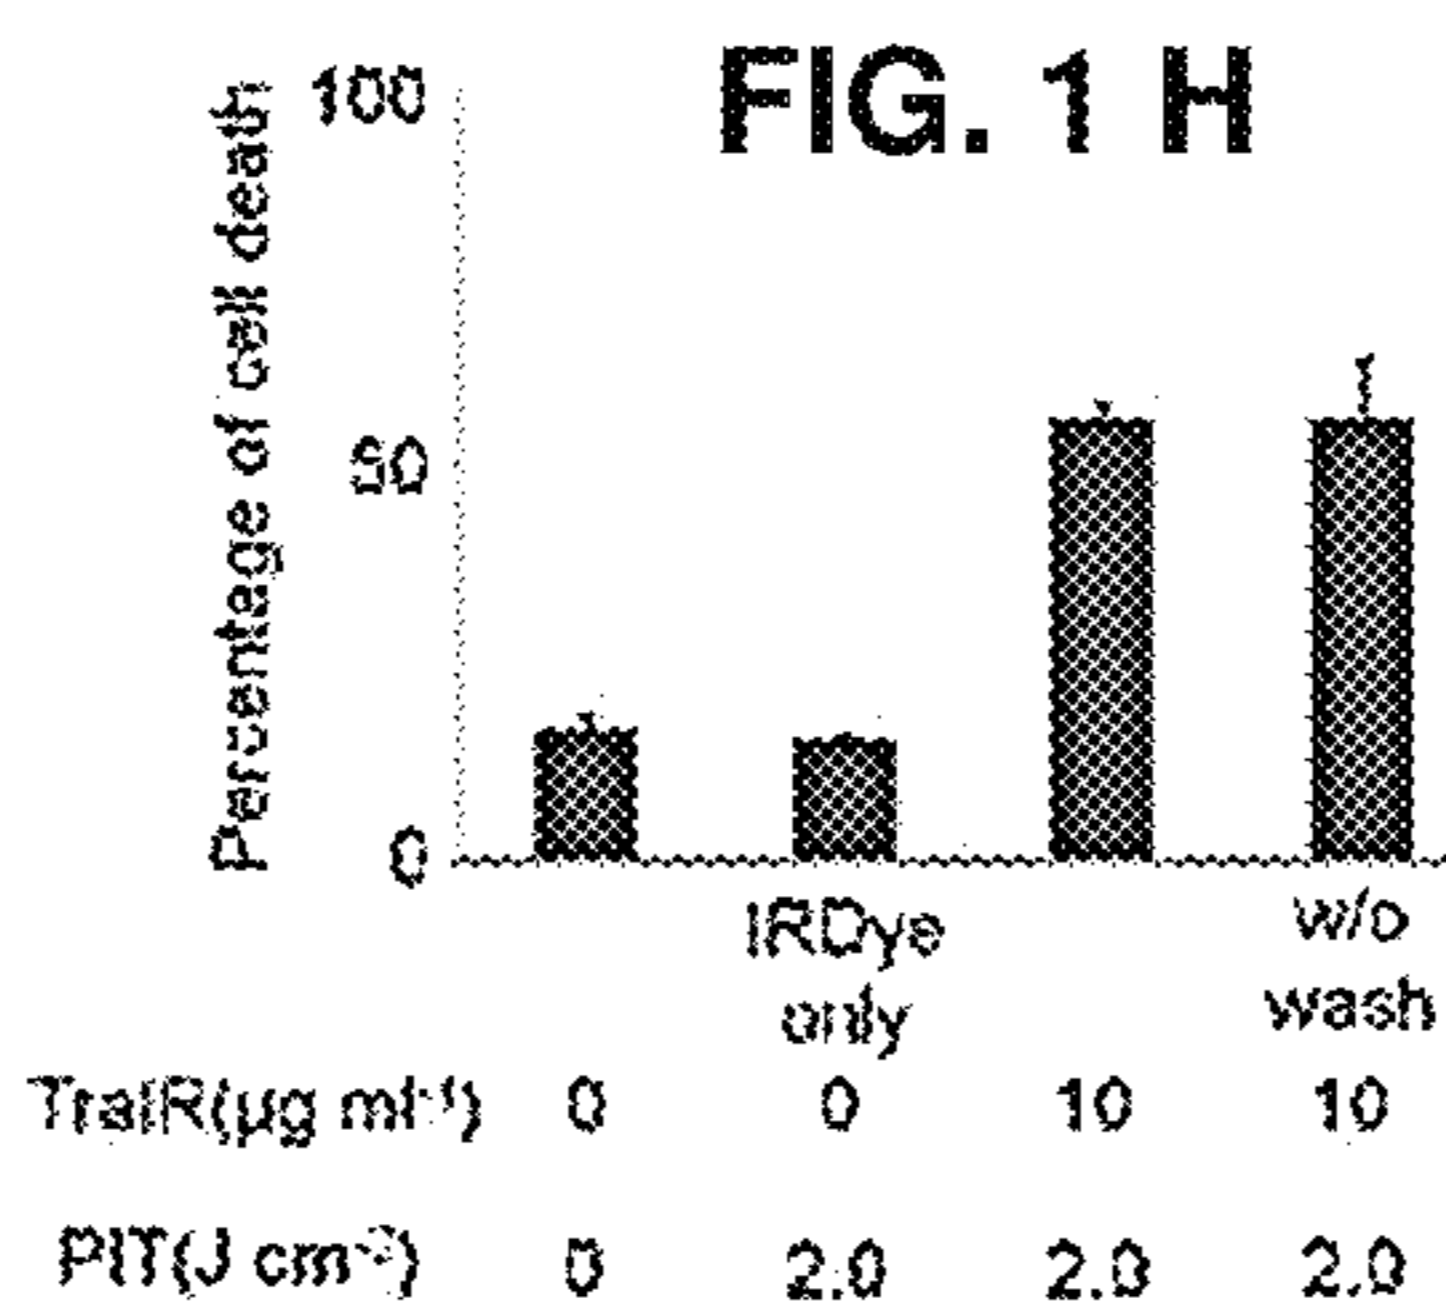 FIG. 1 H
Percentage of cell death
100
50
0
IRDye only
w/o wash
TraIR(µg ml⁻¹) 0 0 10 10
PIT(J cm⁻²) 0 2.0 2.0 2.0